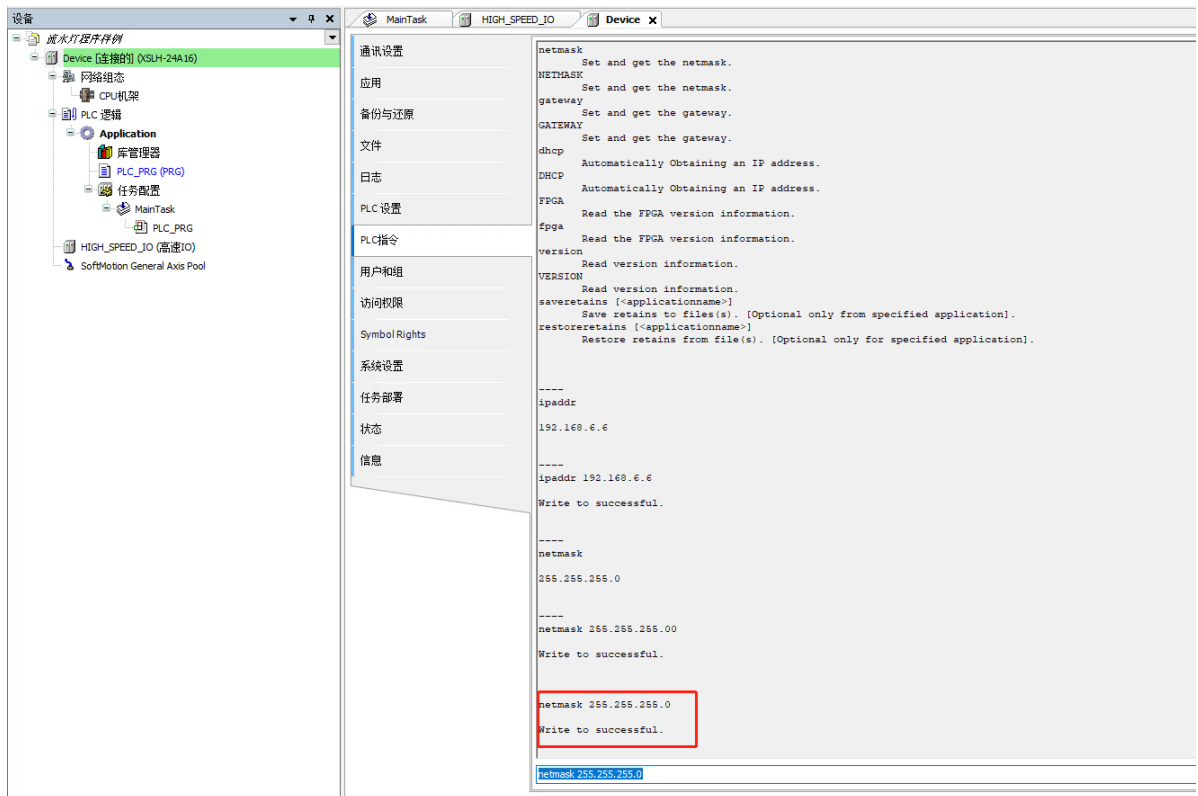 设备
流水灯程序样例
Device [连接的] (XSLH-24A16)
网络组态
CPU机架
PLC 逻辑
Application
库管理器
PLC_PRG (PRG)
任务配置
MainTask
PLC_PRG
HIGH_SPEED_IO (高速IO)
SoftMotion General Axis Pool
MainTask
HIGH_SPEED_IO
Device
通讯设置
应用
备份与还原
文件
日志
PLC 设置
PLC指令
用户和组
访问权限
Symbol Rights
系统设置
任务部署
状态
信息
netmask
Set and get the netmask.
NETMASK
Set and get the netmask.
gateway
Set and get the gateway.
GATEWAY
Set and get the gateway.
dhcp
Automatically Obtaining an IP address.
DHCP
Automatically Obtaining an IP address.
FPGA
Read the FPGA version information.
fpga
Read the FPGA version information.
version
Read version information.
VERSION
Read version information.
saveretains [<applicationname>]
Save retains to files(s). [Optional only from specified application].
restoreretains [<applicationname>]
Restore retains from file(s). [Optional only for specified application].
----
ipaddr
192.168.6.6
----
ipaddr 192.168.6.6
Write to successful.
----
netmask
255.255.255.0
----
netmask 255.255.255.00
Write to successful.
netmask 255.255.255.0
Write to successful.
netmask 255.255.255.0